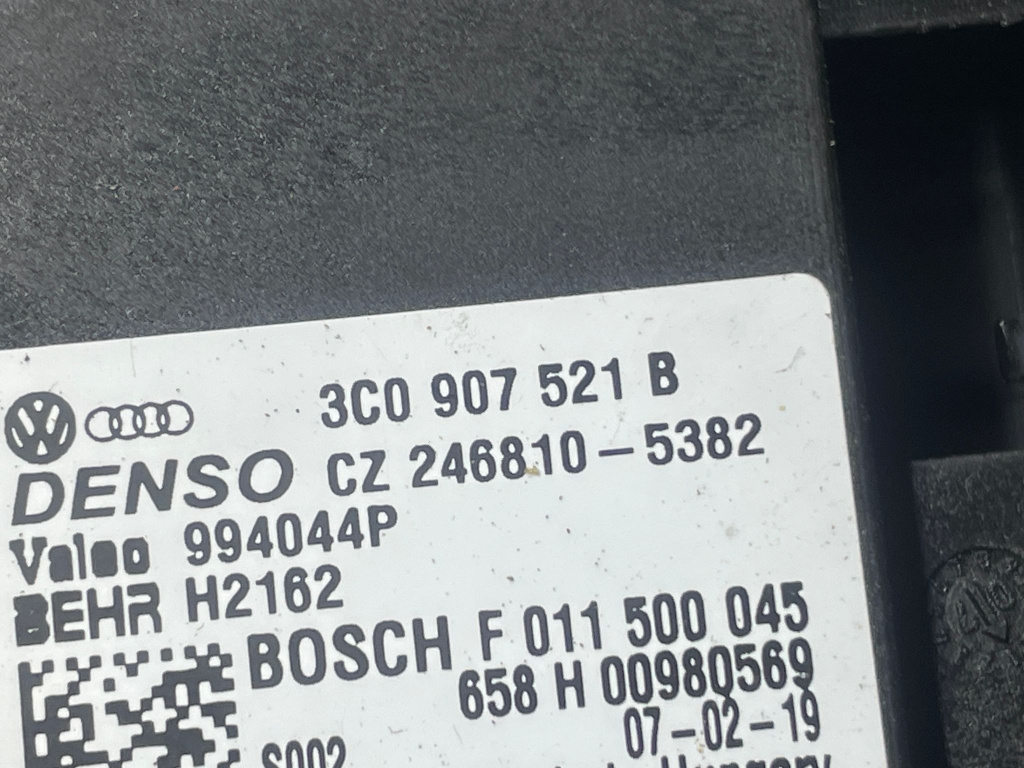 3C0 907 521 B
DENSO CZ 246810-5382
Valeo 994044P
BEHR H2162
BOSCH F 011 500 045
658 H 00980569
07-02-19
S002
Hungary